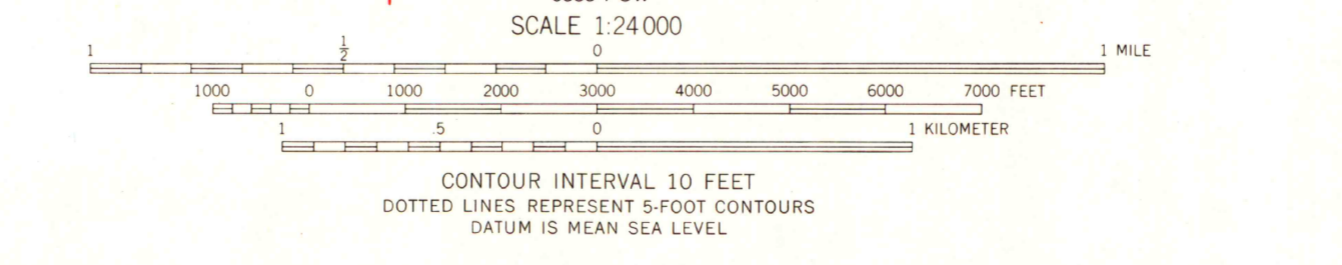 SCALE 1:24 000
1 ½ 0 1 MILE
1000 0 1000 2000 3000 4000 5000 6000 7000 FEET
1 .5 0 1 KILOMETER
CONTOUR INTERVAL 10 FEET
DOTTED LINES REPRESENT 5-FOOT CONTOURS
DATUM IS MEAN SEA LEVEL